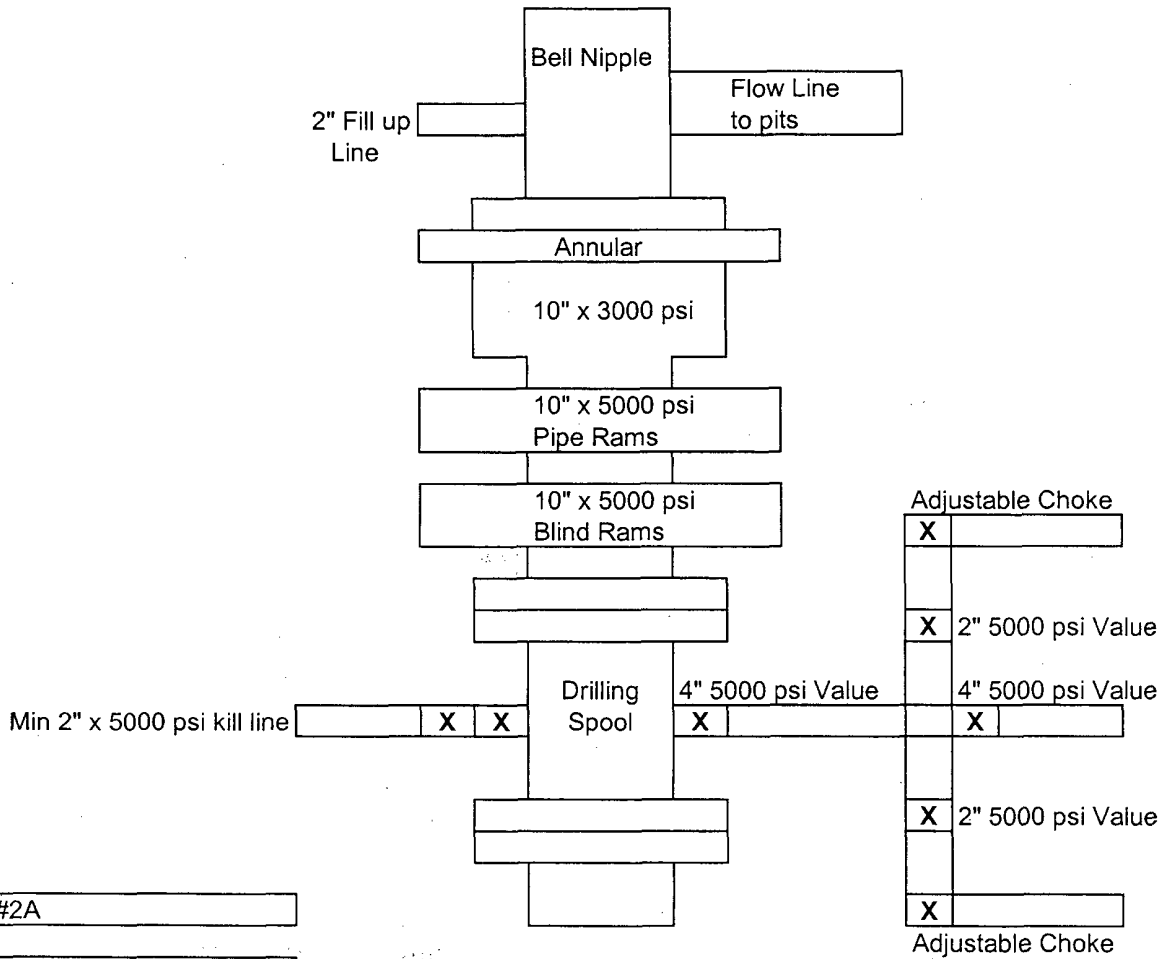 Bell Nipple
Flow Line
to pits
2" Fill up
Line
Annular
10" x 3000 psi
10" x 5000 psi
Pipe Rams
10" x 5000 psi
Blind Rams
Adjustable Choke
X
X 2" 5000 psi Value
Drilling
Spool
4" 5000 psi Value
4" 5000 psi Value
Min 2" x 5000 psi kill line
X X
X
X
X 2" 5000 psi Value
#2A
X
Adjustable Choke